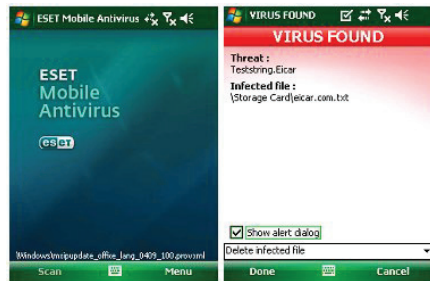 ESET Mobile Antivirus
ESET
Mobile
Antivirus
eseT
\Windows\mxipupdate_office_lang_0409_100.provxml
Scan
Menu
VIRUS FOUND
VIRUS FOUND
Threat :
Teststring.Eicar
Infected file :
\Storage Card\eicar.com.txt
Show alert dialog
Delete infected file
Done
Cancel